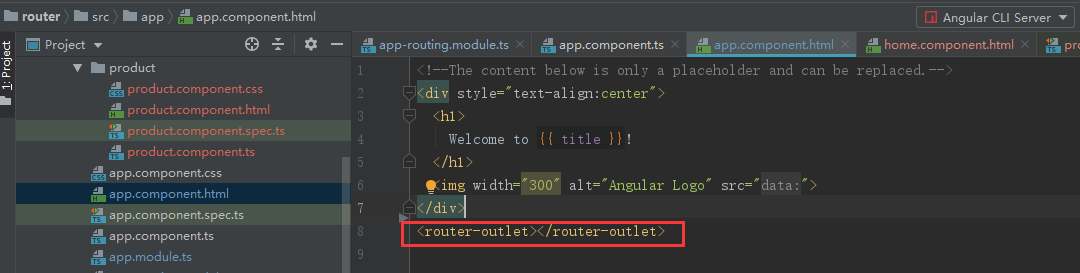 router src app app.component.html Angular CLI Server
1: Project Project app-routing.module.ts app.component.ts app.component.html home.component.html
product
product.component.css
product.component.html
product.component.spec.ts
product.component.ts
app.component.css
app.component.html
app.component.spec.ts
app.component.ts
app.module.ts
1 <!--The content below is only a placeholder and can be replaced.-->
2 <div style="text-align:center">
3 <h1>
4 Welcome to {{ title }}!
5 </h1>
6 <img width="300" alt="Angular Logo" src="data:">
7 </div>
8 <router-outlet></router-outlet>
9